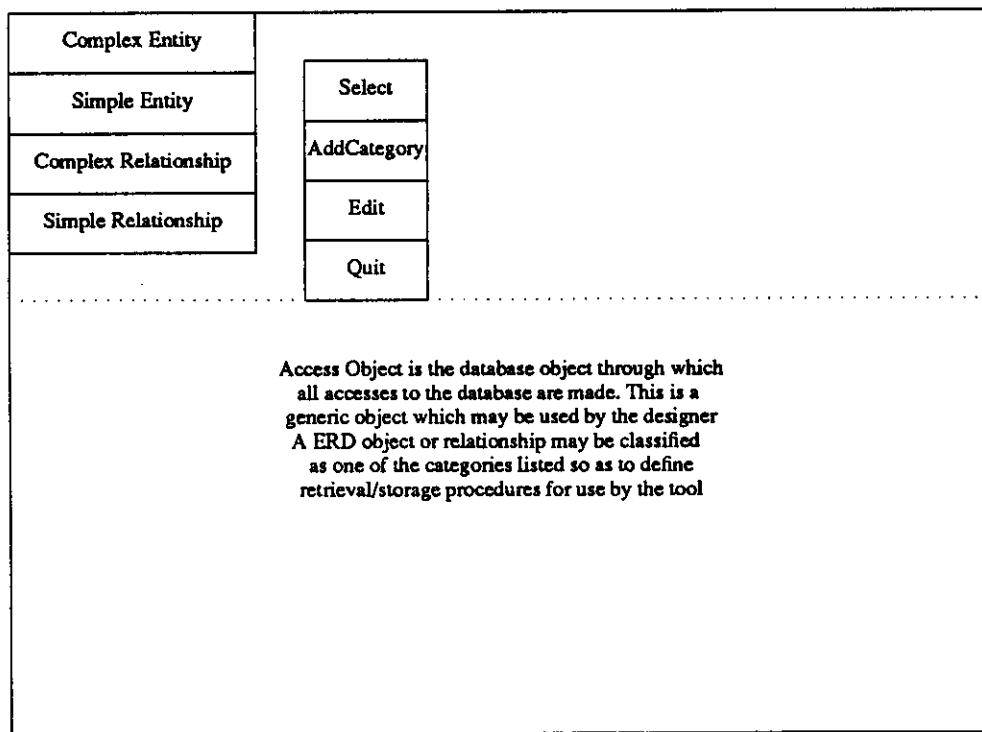 Complex Entity
Simple Entity
Complex Relationship
Simple Relationship
Select
AddCategory
Edit
Quit
Access Object is the database object through which
all accesses to the database are made. This is a
generic object which may be used by the designer
A ERD object or relationship may be classified
as one of the categories listed so as to define
retrieval/storage procedures for use by the tool